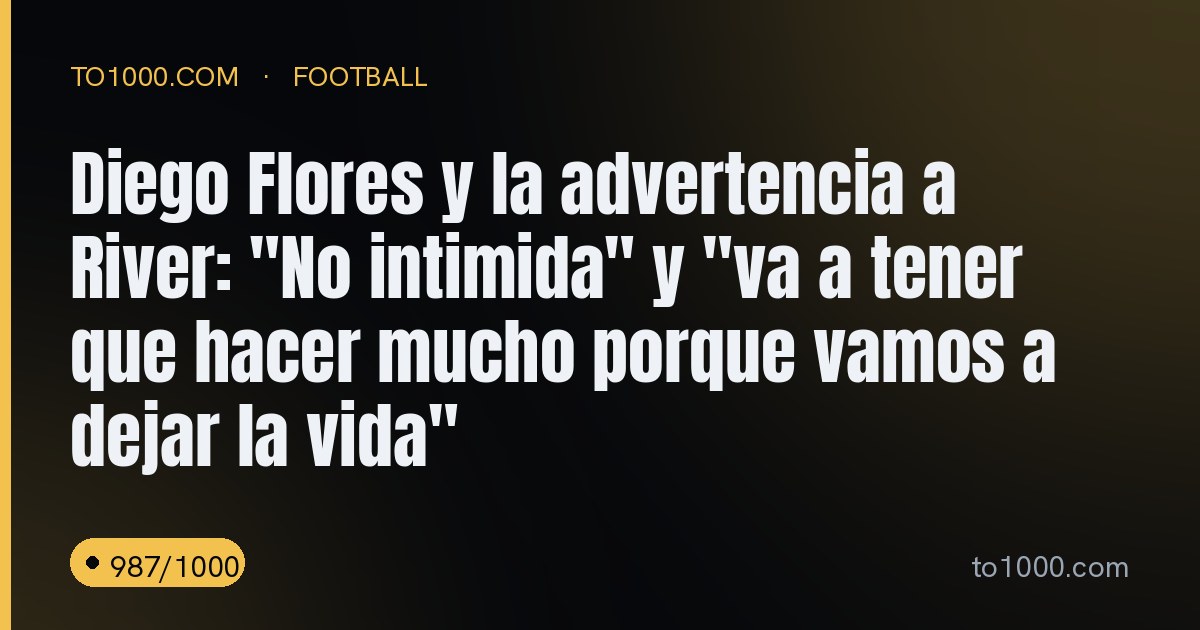 TO1000.COM · FOOTBALL
Diego Flores y la advertencia a
River: "No intimida" y "va a tener
que hacer mucho porque vamos a
dejar la vida"
987/1000
to1000.com